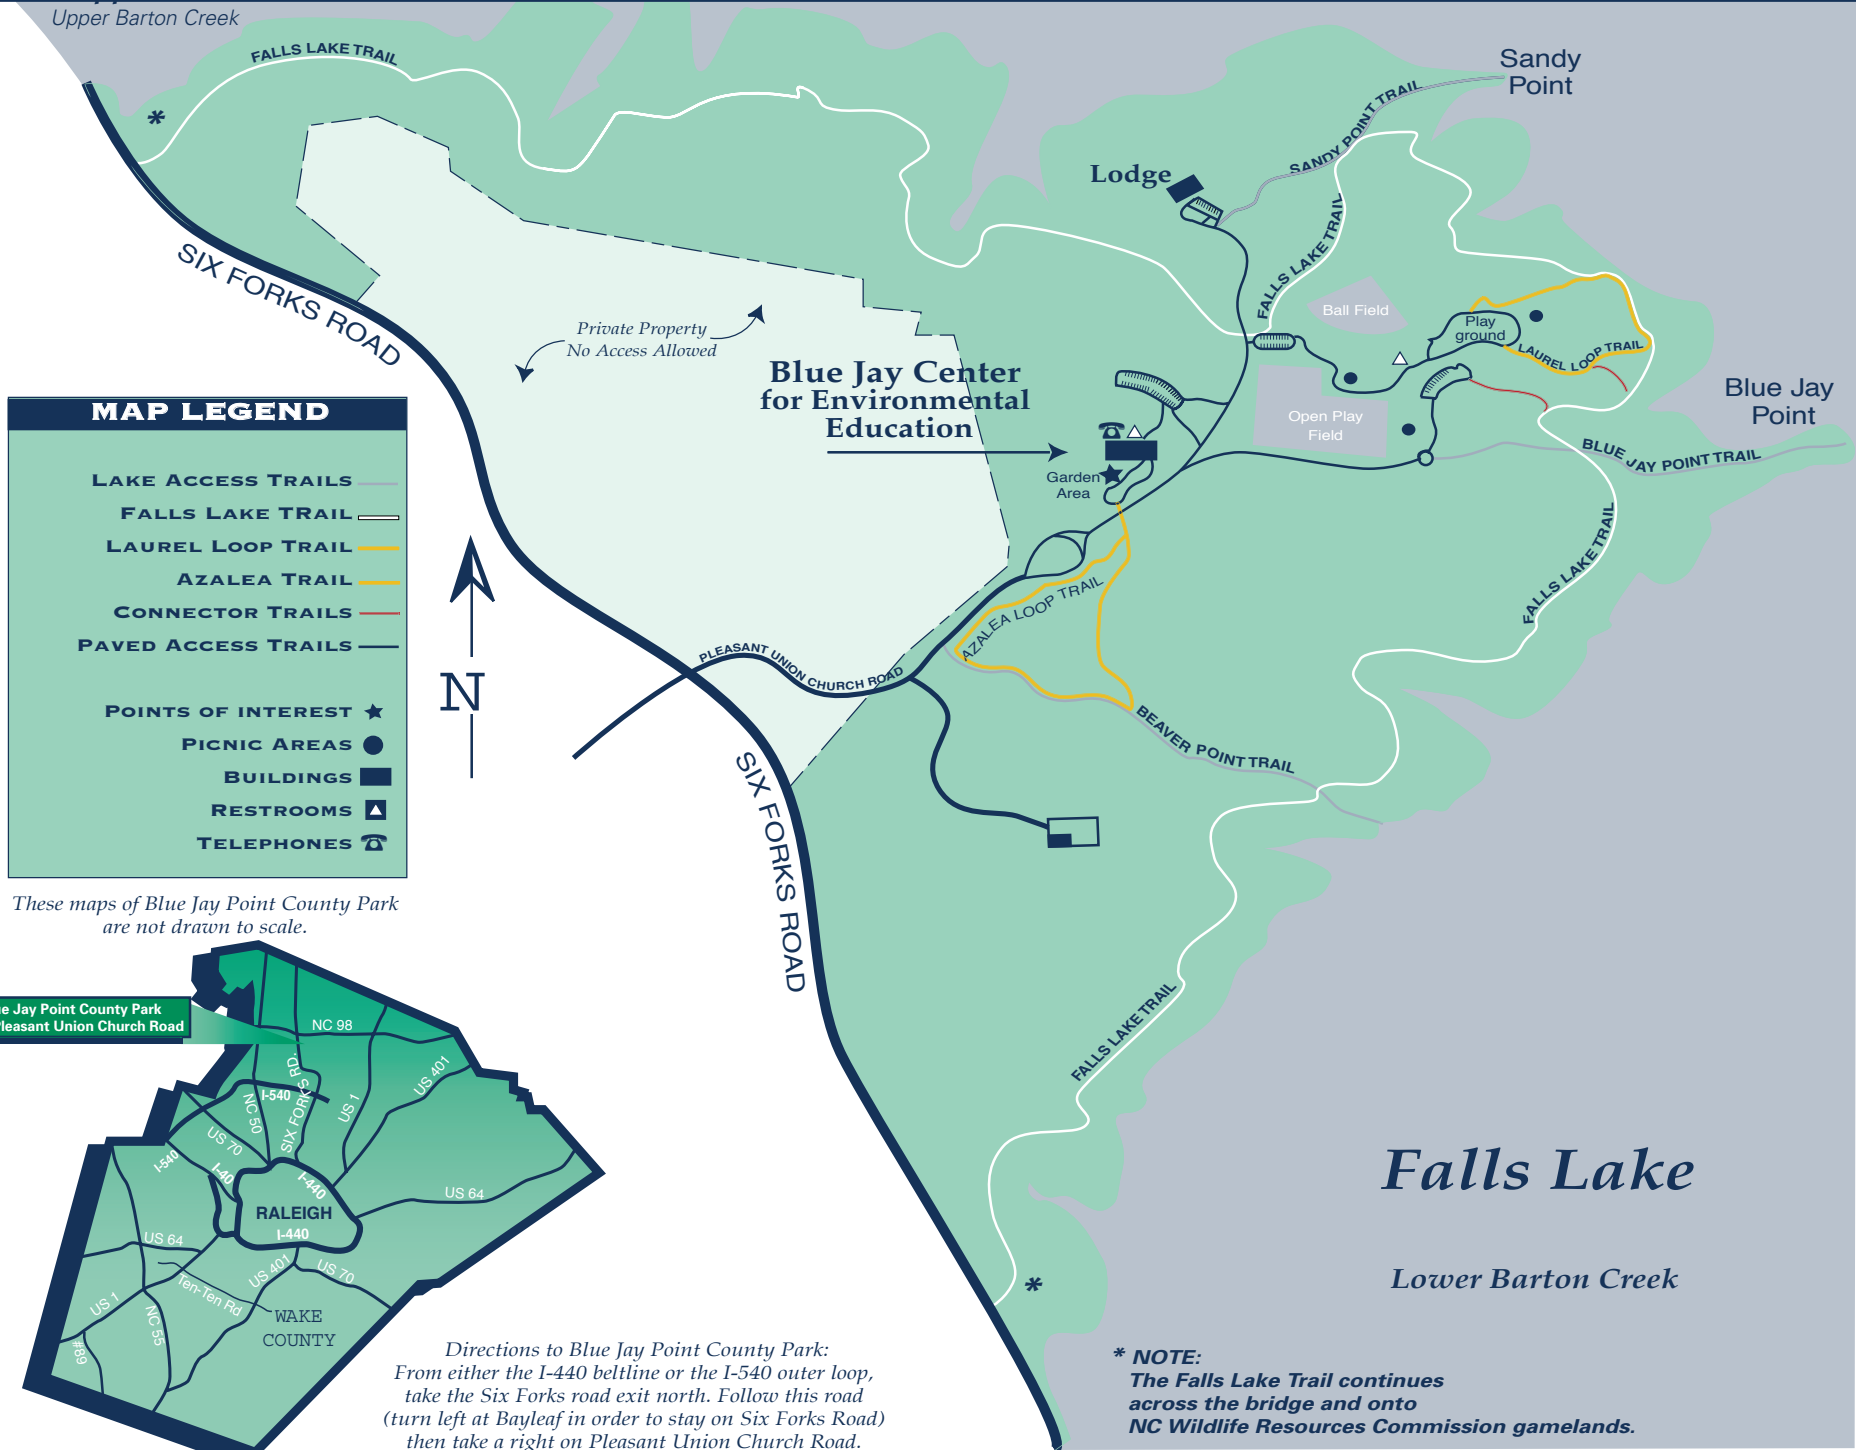 Upper Barton Creek
FALLS LAKE TRAIL
*
SIX FORKS ROAD
Private Property
No Access Allowed
Sandy
Point
SANDY POINT TRAIL
Lodge
FALLS LAKE TRAIL
Ball Field
Play
ground
LAUREL LOOP TRAIL
Blue Jay
Point
BLUE JAY POINT TRAIL
Open Play
Field
Blue Jay Center
for Environmental
Education
Garden
Area
FALLS LAKE TRAIL
AZALEA LOOP TRAIL
PLEASANT UNION CHURCH ROAD
BEAVER POINT TRAIL
SIX FORKS ROAD
FALLS LAKE TRAIL
*
MAP LEGEND
LAKE ACCESS TRAILS
FALLS LAKE TRAIL
LAUREL LOOP TRAIL
AZALEA TRAIL
CONNECTOR TRAILS
PAVED ACCESS TRAILS
POINTS OF INTEREST
PICNIC AREAS
BUILDINGS
RESTROOMS
TELEPHONES
N
These maps of Blue Jay Point County Park
are not drawn to scale.
Jay Point County Park
Pleasant Union Church Road
NC 98
US 401
SIX FORKS RD.
I-540
NC 50
US 1
US 70
I-540
I-40
I-440
US 64
RALEIGH
I-440
US 64
US 401
US 70
Ten-Ten Rd
US 1
NC 55
#89
WAKE
COUNTY
Directions to Blue Jay Point County Park:
From either the I-440 beltline or the I-540 outer loop,
take the Six Forks road exit north. Follow this road
(turn left at Bayleaf in order to stay on Six Forks Road)
then take a right on Pleasant Union Church Road.
Falls Lake
Lower Barton Creek
* NOTE:
The Falls Lake Trail continues
across the bridge and onto
NC Wildlife Resources Commission gamelands.